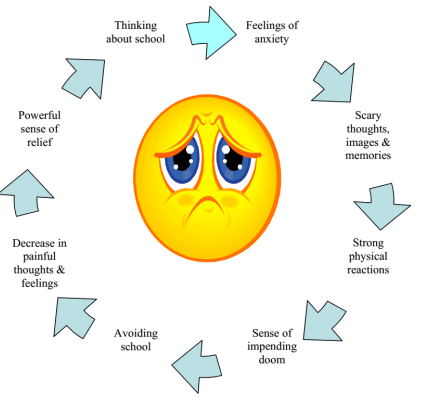 Thinking
about school
Feelings of
anxiety
Scary
thoughts,
images &
memories
Strong
physical
reactions
Sense of
impending
doom
Avoiding
school
Decrease in
painful
thoughts &
feelings
Powerful
sense of
relief